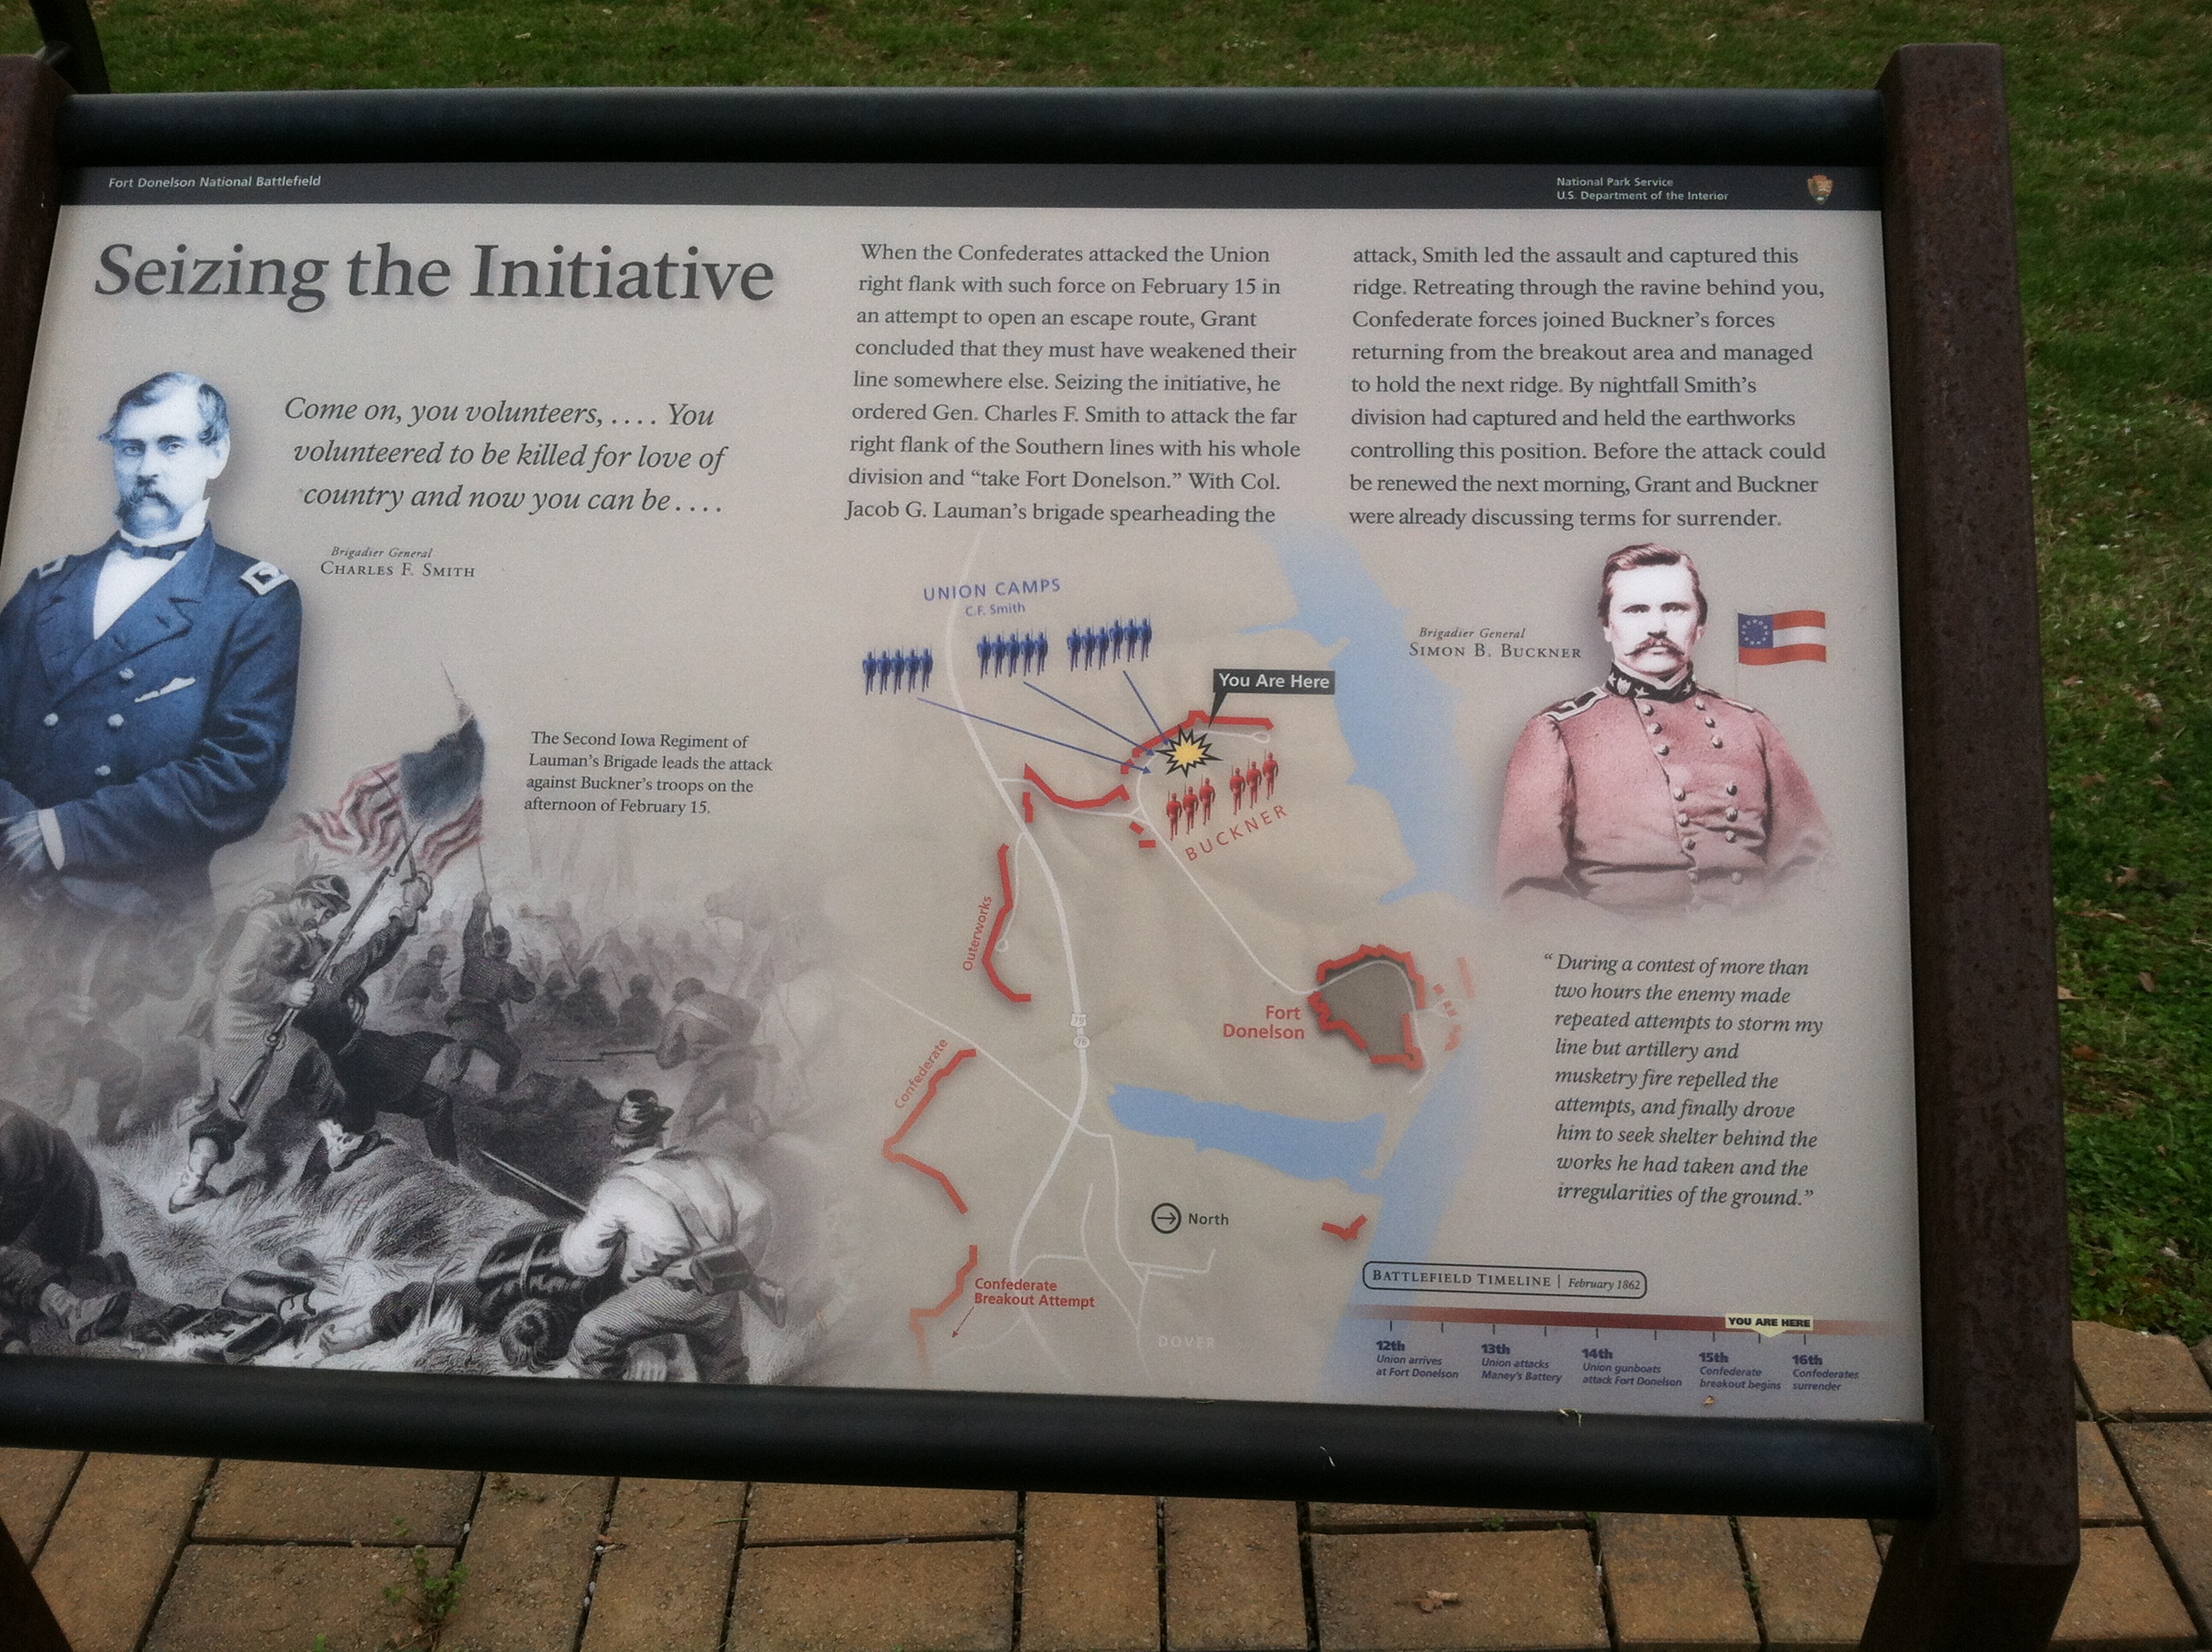 Fort Donelson National Battlefield
National Park Service
U.S. Department of the Interior
Seizing the Initiative
Come on, you volunteers, . . . . You
volunteered to be killed for love of
country and now you can be . . . .
Brigadier General
CHARLES F. SMITH
The Second Iowa Regiment of
Lauman's Brigade leads the attack
against Buckner's troops on the
afternoon of February 15.
When the Confederates attacked the Union
right flank with such force on February 15 in
an attempt to open an escape route, Grant
concluded that they must have weakened their
line somewhere else. Seizing the initiative, he
ordered Gen. Charles F. Smith to attack the far
right flank of the Southern lines with his whole
division and “take Fort Donelson.” With Col.
Jacob G. Lauman's brigade spearheading the
attack, Smith led the assault and captured this
ridge. Retreating through the ravine behind you,
Confederate forces joined Buckner's forces
returning from the breakout area and managed
to hold the next ridge. By nightfall Smith's
division had captured and held the earthworks
controlling this position. Before the attack could
be renewed the next morning, Grant and Buckner
were already discussing terms for surrender.
UNION CAMPS
C.F. Smith
You Are Here
BUCKNER
Outerworks
Confederate
Fort
Donelson
79
76
North
Confederate
Breakout Attempt
DOVER
Brigadier General
SIMON B. BUCKNER
“During a contest of more than
two hours the enemy made
repeated attempts to storm my
line but artillery and
musketry fire repelled the
attempts, and finally drove
him to seek shelter behind the
works he had taken and the
irregularities of the ground.”
BATTLEFIELD TIMELINE | February 1862
YOU ARE HERE
12th
Union arrives
at Fort Donelson
13th
Union attacks
Maney's Battery
14th
Union gunboats
attack Fort Donelson
15th
Confederate
breakout begins
16th
Confederates
surrender